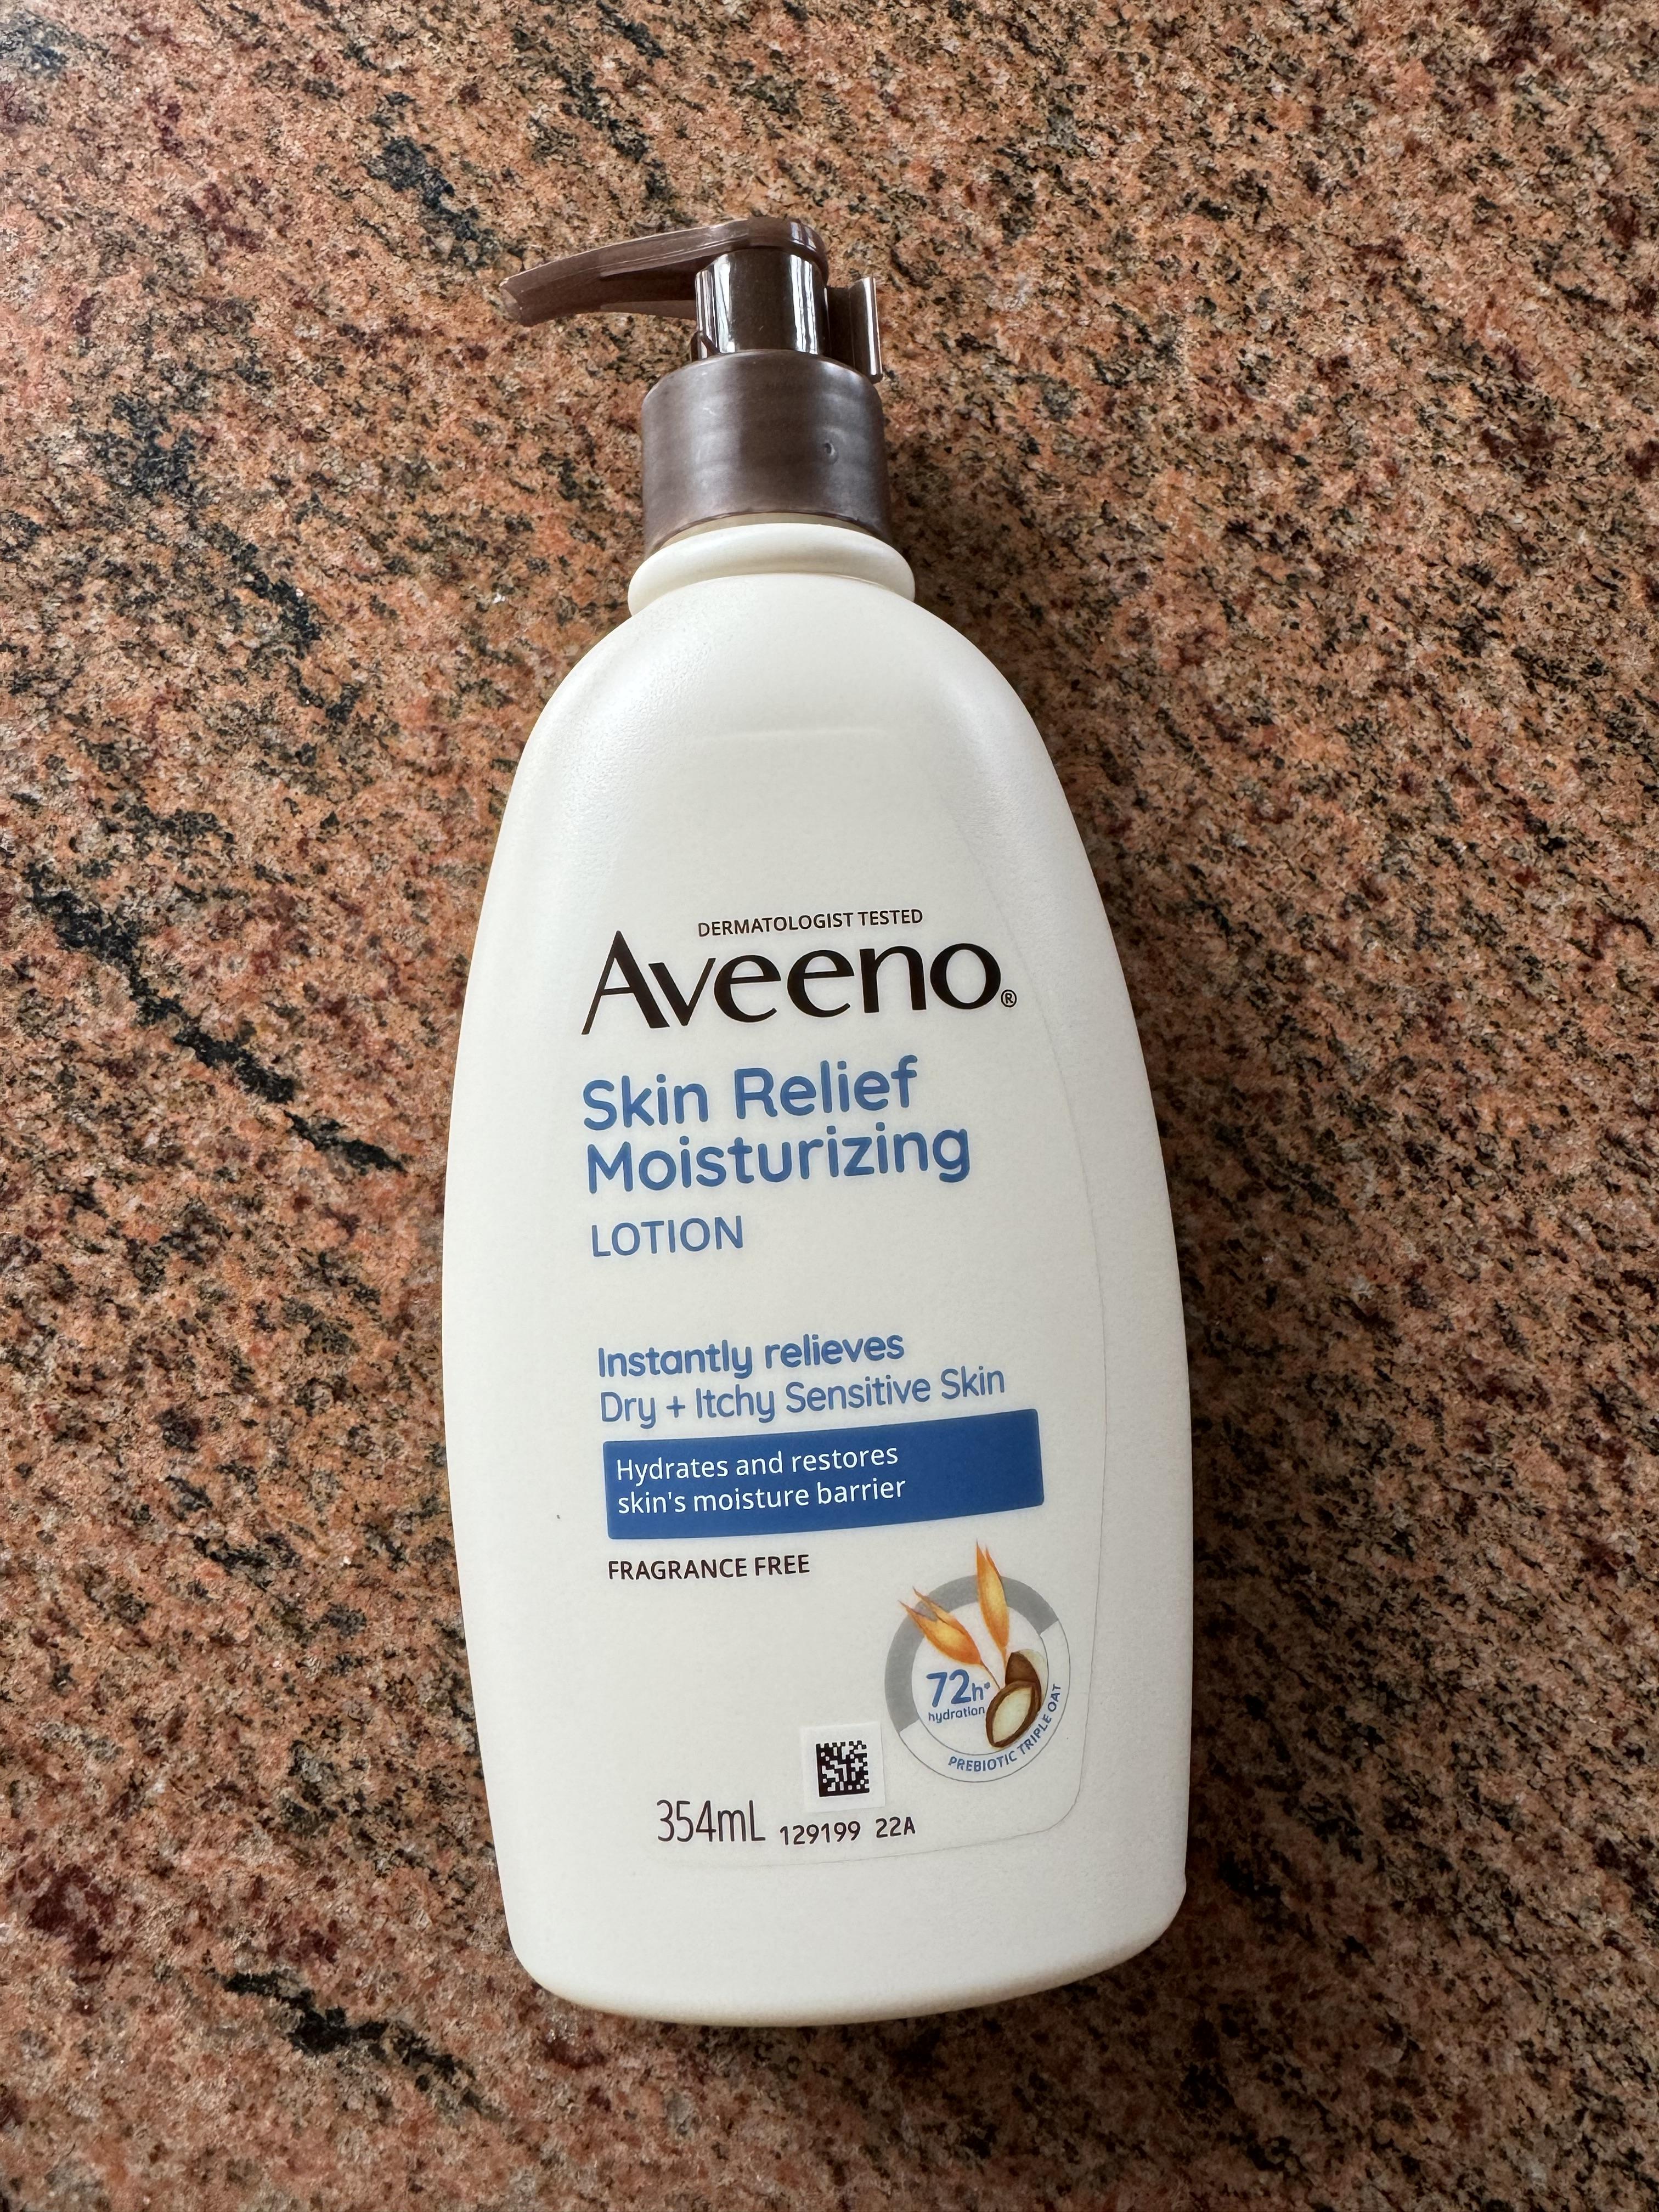 DERMATOLOGIST TESTED
Aveeno®
Skin Relief
Moisturizing
LOTION
Instantly relieves
Dry + Itchy Sensitive Skin
Hydrates and restores
skin's moisture barrier
FRAGRANCE FREE
72h*
hydration
PREBIOTIC TRIPLE OAT
354mL 129199 22A